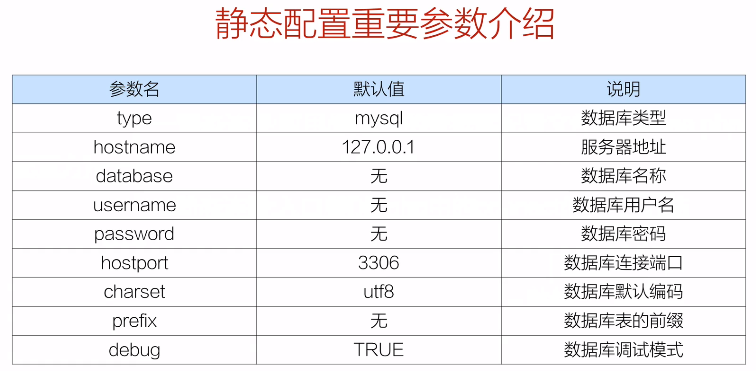 静态配置重要参数介绍
参数名 默认值 说明
type mysql 数据库类型
hostname 127.0.0.1 服务器地址
database 无 数据库名称
username 无 数据库用户名
password 无 数据库密码
hostport 3306 数据库连接端口
charset utf8 数据库默认编码
prefix 无 数据库表的前缀
debug TRUE 数据库调试模式